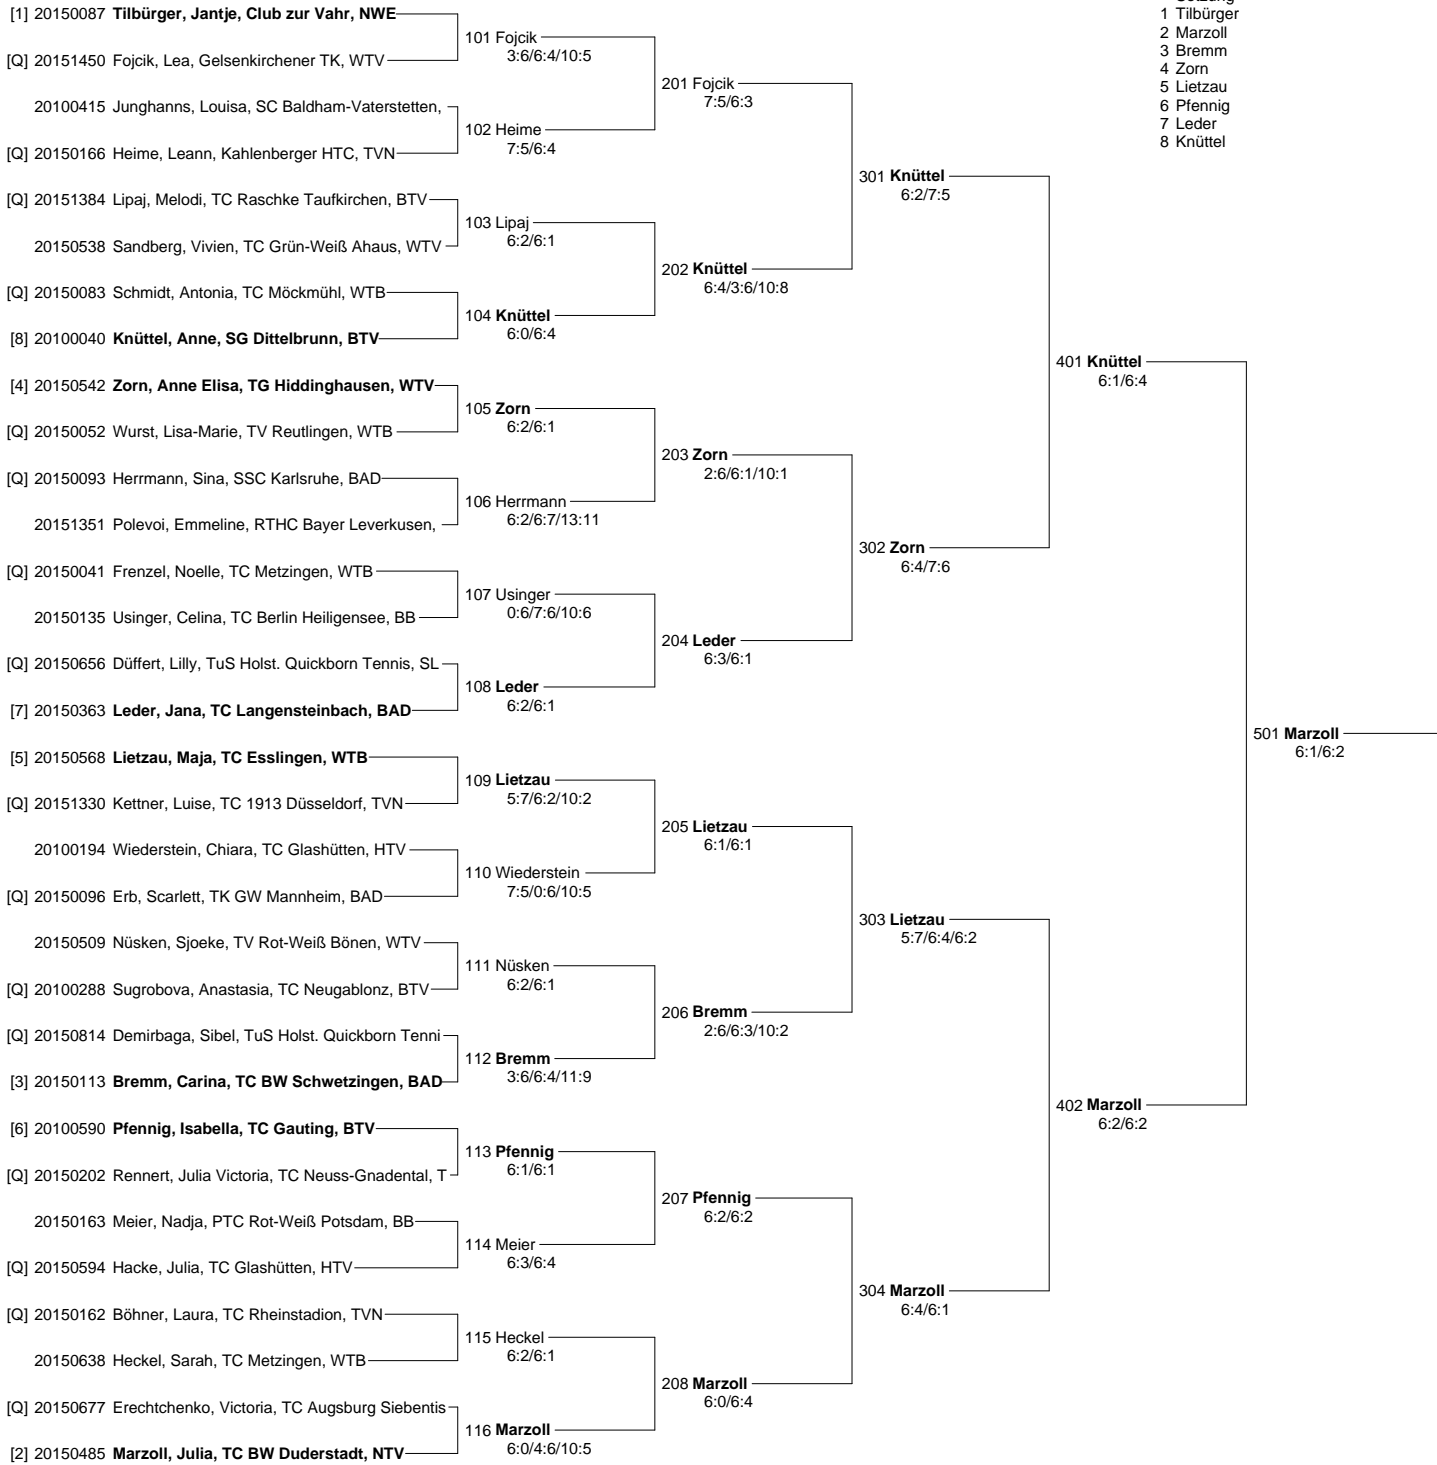 [1] 20150087 Tilbürger, Jantje, Club zur Vahr, NWE
[Q] 20151450 Fojcik, Lea, Gelsenkirchener TK, WTV
20100415 Junghanns, Louisa, SC Baldham-Vaterstetten,
[Q] 20150166 Heime, Leann, Kahlenberger HTC, TVN
[Q] 20151384 Lipaj, Melodi, TC Raschke Taufkirchen, BTV
20150538 Sandberg, Vivien, TC Grün-Weiß Ahaus, WTV
[Q] 20150083 Schmidt, Antonia, TC Möckmühl, WTB
[8] 20100040 Knüttel, Anne, SG Dittelbrunn, BTV
[4] 20150542 Zorn, Anne Elisa, TG Hiddinghausen, WTV
[Q] 20150052 Wurst, Lisa-Marie, TV Reutlingen, WTB
[Q] 20150093 Herrmann, Sina, SSC Karlsruhe, BAD
20151351 Polevoi, Emmeline, RTHC Bayer Leverkusen,
[Q] 20150041 Frenzel, Noelle, TC Metzingen, WTB
20150135 Usinger, Celina, TC Berlin Heiligensee, BB
[Q] 20150656 Düffert, Lilly, TuS Holst. Quickborn Tennis, SL
[7] 20150363 Leder, Jana, TC Langensteinbach, BAD
[5] 20150568 Lietzau, Maja, TC Esslingen, WTB
[Q] 20151330 Kettner, Luise, TC 1913 Düsseldorf, TVN
20100194 Wiederstein, Chiara, TC Glashütten, HTV
[Q] 20150096 Erb, Scarlett, TK GW Mannheim, BAD
20150509 Nüsken, Sjoeke, TV Rot-Weiß Bönen, WTV
[Q] 20100288 Sugrobova, Anastasia, TC Neugablonz, BTV
[Q] 20150814 Demirbaga, Sibel, TuS Holst. Quickborn Tenni
[3] 20150113 Bremm, Carina, TC BW Schwetzingen, BAD
[6] 20100590 Pfennig, Isabella, TC Gauting, BTV
[Q] 20150202 Rennert, Julia Victoria, TC Neuss-Gnadental, T
20150163 Meier, Nadja, PTC Rot-Weiß Potsdam, BB
[Q] 20150594 Hacke, Julia, TC Glashütten, HTV
[Q] 20150162 Böhner, Laura, TC Rheinstadion, TVN
20150638 Heckel, Sarah, TC Metzingen, WTB
[Q] 20150677 Erechtchenko, Victoria, TC Augsburg Siebentis
[2] 20150485 Marzoll, Julia, TC BW Duderstadt, NTV
101 Fojcik
3:6/6:4/10:5
102 Heime
7:5/6:4
103 Lipaj
6:2/6:1
104 Knüttel
6:0/6:4
105 Zorn
6:2/6:1
106 Herrmann
6:2/6:7/13:11
107 Usinger
0:6/7:6/10:6
108 Leder
6:2/6:1
109 Lietzau
5:7/6:2/10:2
110 Wiederstein
7:5/0:6/10:5
111 Nüsken
6:2/6:1
112 Bremm
3:6/6:4/11:9
113 Pfennig
6:1/6:1
114 Meier
6:3/6:4
115 Heckel
6:2/6:1
116 Marzoll
6:0/4:6/10:5
201 Fojcik
7:5/6:3
202 Knüttel
6:4/3:6/10:8
203 Zorn
2:6/6:1/10:1
204 Leder
6:3/6:1
205 Lietzau
6:1/6:1
206 Bremm
2:6/6:3/10:2
207 Pfennig
6:2/6:2
208 Marzoll
6:0/6:4
301 Knüttel
6:2/7:5
302 Zorn
6:4/7:6
303 Lietzau
5:7/6:4/6:2
304 Marzoll
6:4/6:1
401 Knüttel
6:1/6:4
402 Marzoll
6:2/6:2
501 Marzoll
6:1/6:2
1 Tilbürger
2 Marzoll
3 Bremm
4 Zorn
5 Lietzau
6 Pfennig
7 Leder
8 Knüttel